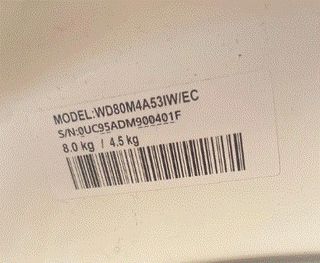 MODEL:WD80M4A53IW/EC
S/N:0UC95ADM900401F
8.0 kg / 4.5 kg